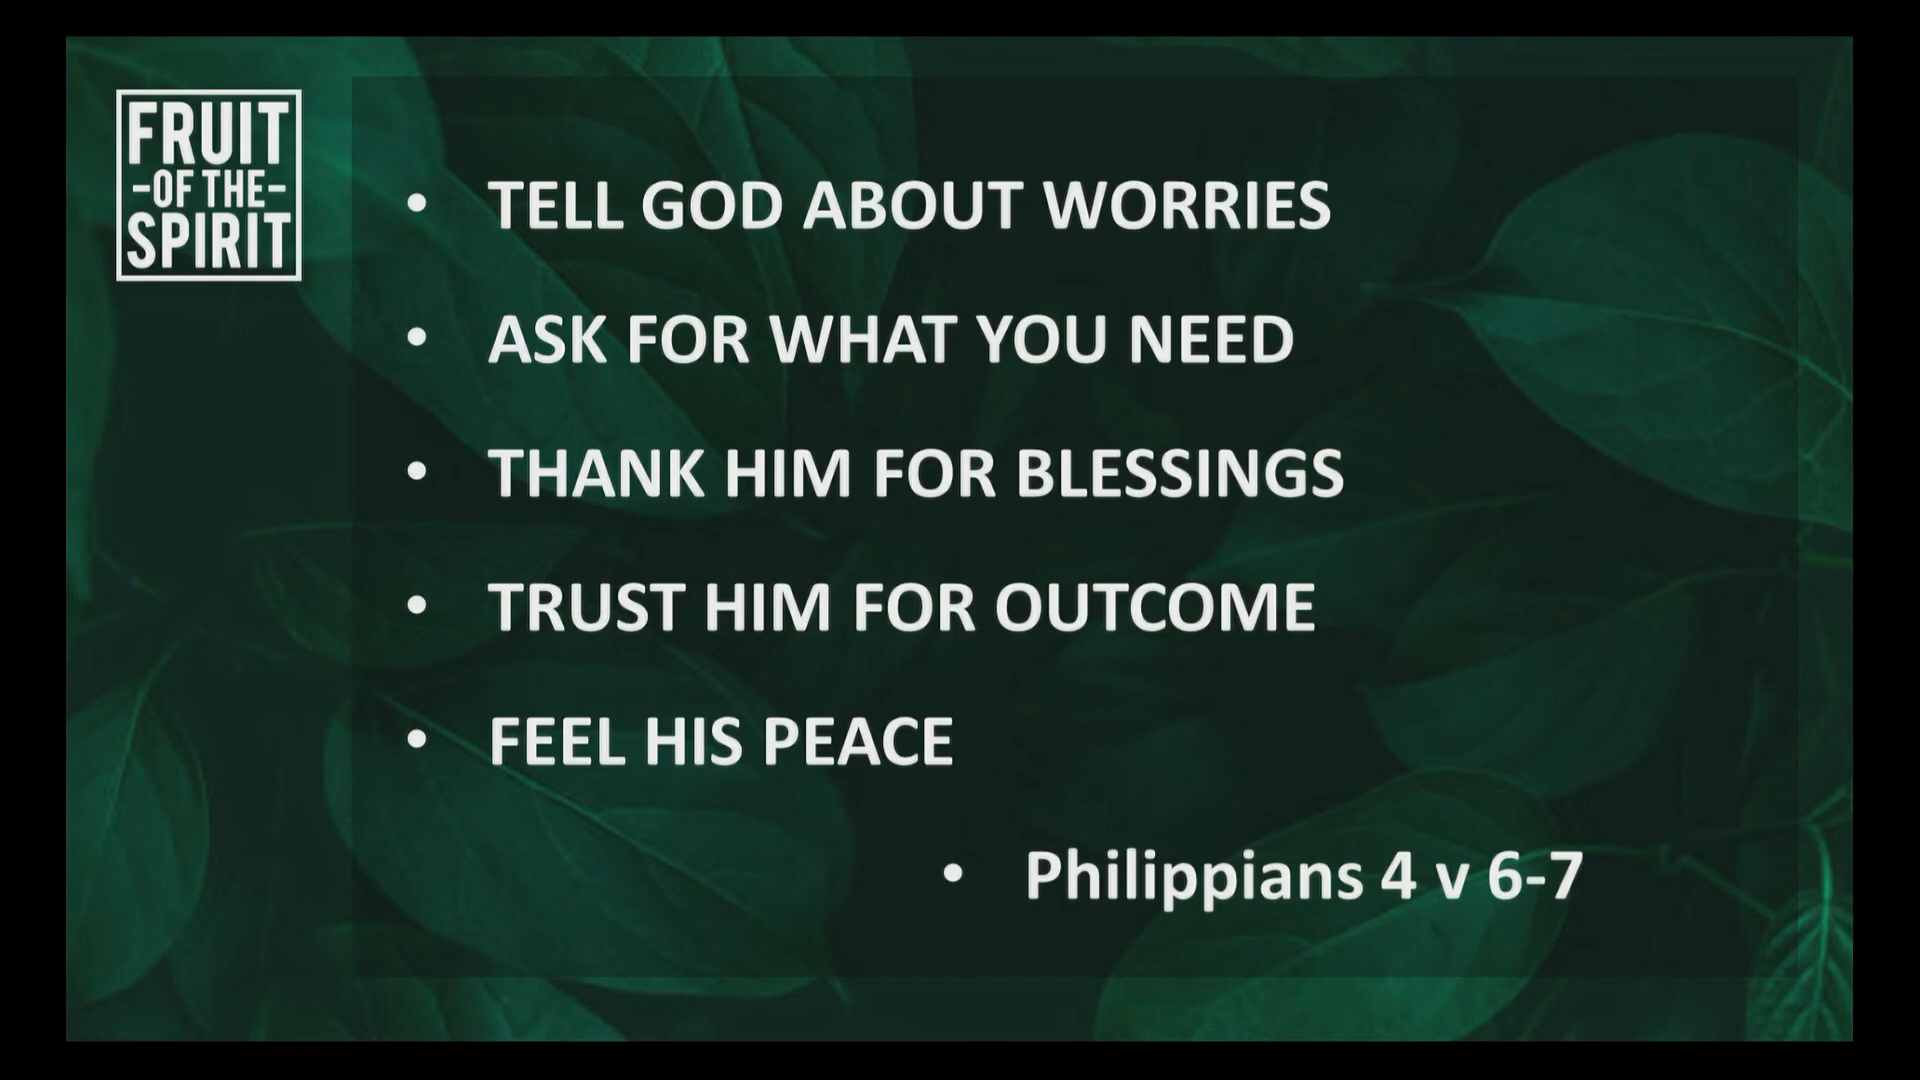 FRUIT
-OF THE-
SPIRIT
• TELL GOD ABOUT WORRIES
• ASK FOR WHAT YOU NEED
• THANK HIM FOR BLESSINGS
• TRUST HIM FOR OUTCOME
• FEEL HIS PEACE
• Philippians 4 v 6-7